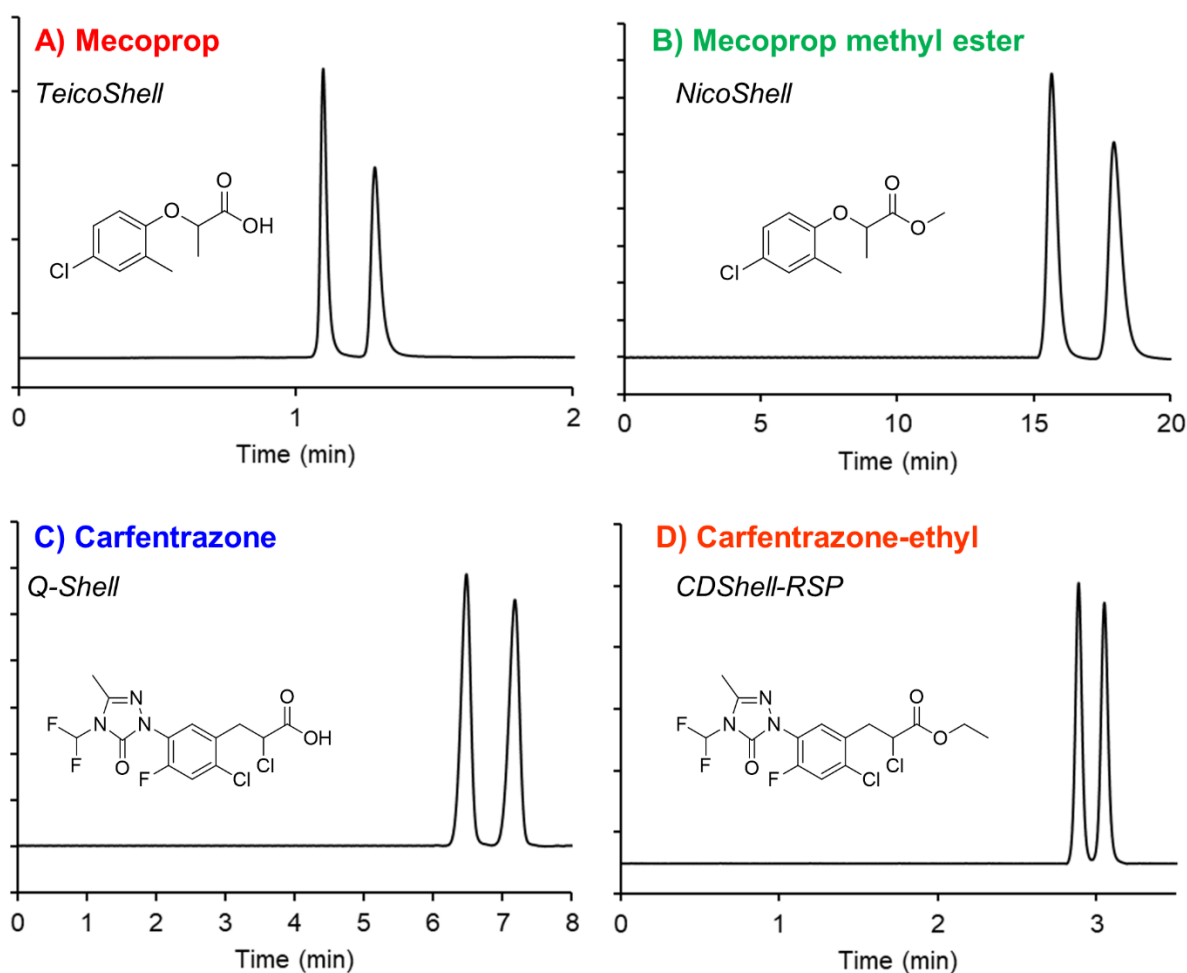 A) Mecoprop
TeicoShell
O
O
OH
Cl
0
1
2
Time (min)
B) Mecoprop methyl ester
NicoShell
O
O
O
Cl
0
5
10
15
20
Time (min)
C) Carfentrazone
Q-Shell
N
O
F
N
N
OH
F
O
F
Cl
Cl
0
1
2
3
4
5
6
7
8
Time (min)
D) Carfentrazone-ethyl
CDShell-RSP
N
O
F
N
N
O
F
O
F
Cl
Cl
0
1
2
3
Time (min)